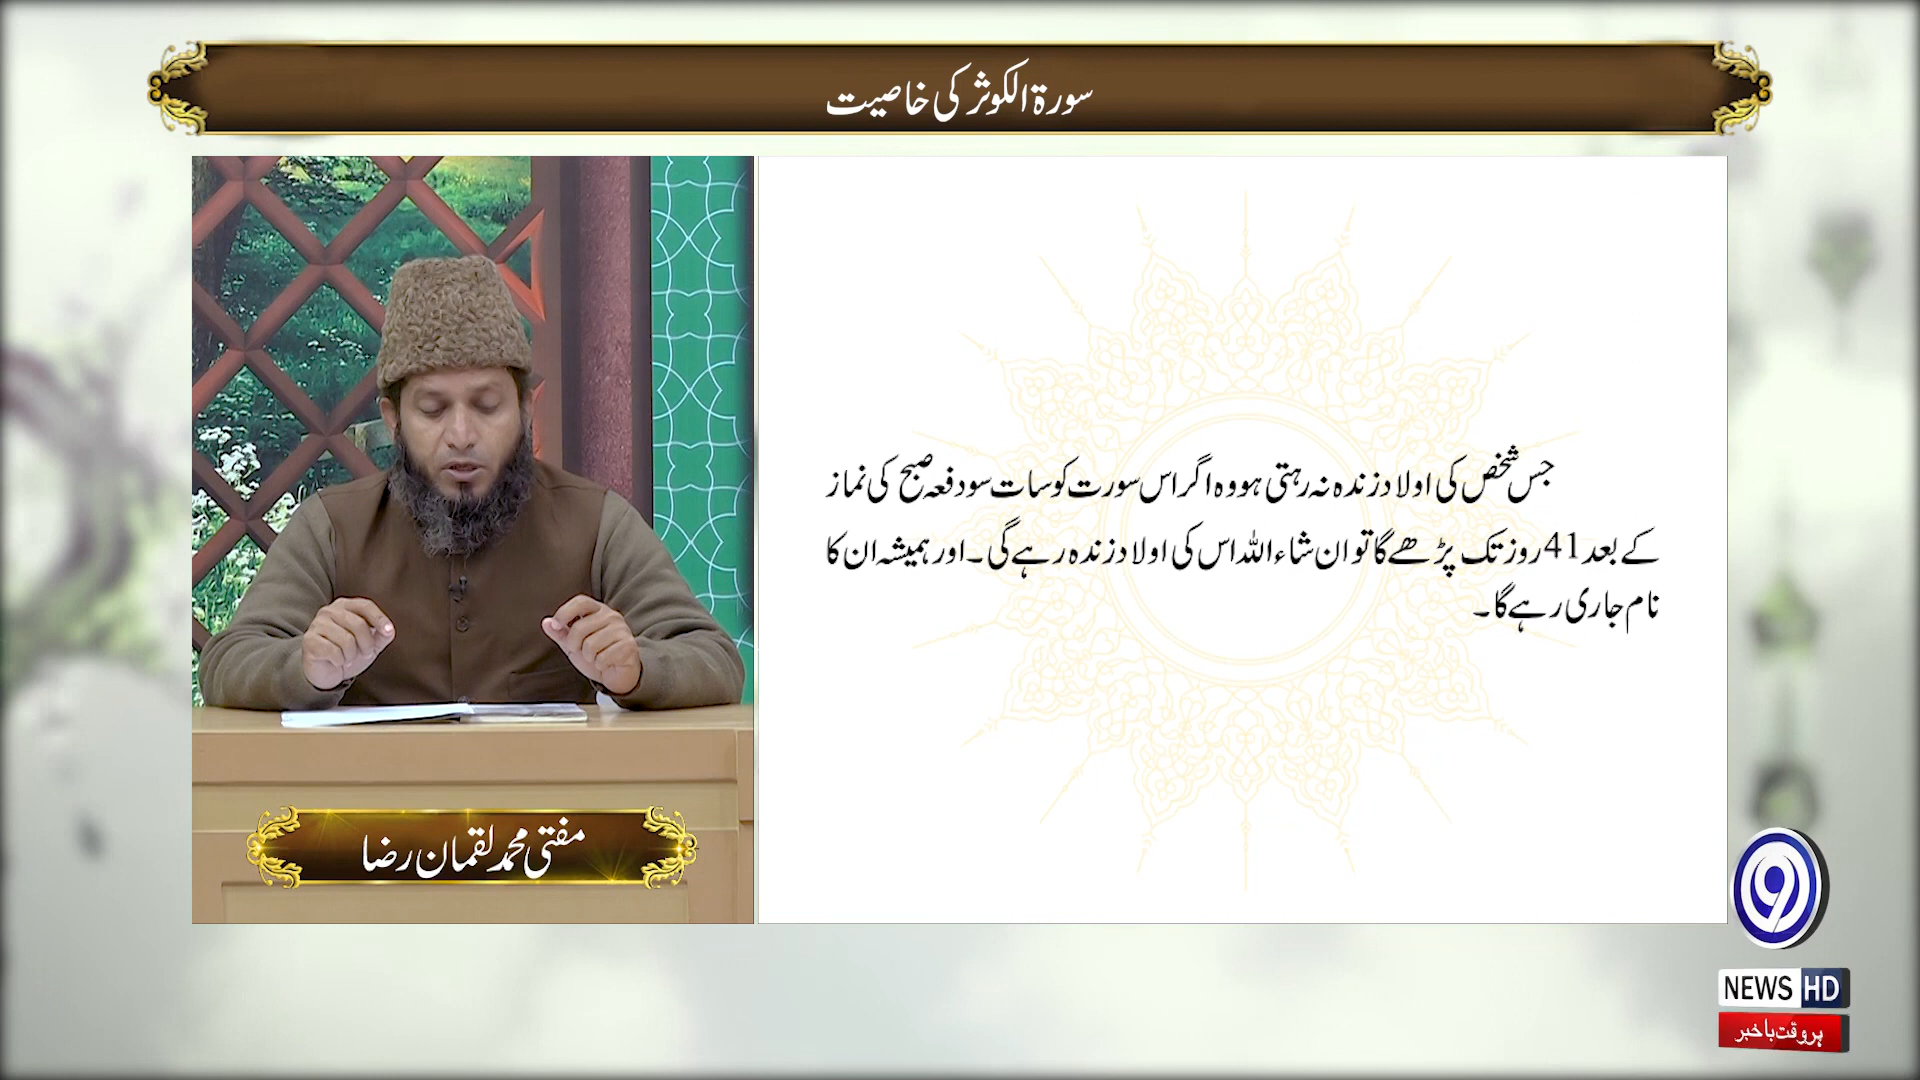 سورۃ الکوثر کی خاصیت
جس شخص کی اولاد زندہ نہ رہتی ہو وہ اگر اس سورت کو سات سو دفعہ صبح کی نماز
کے بعد 41 روز تک پڑھے گا تو ان شاء اللہ اس کی اولاد زندہ رہے گی۔ اور ہمیشہ ان کا
نام جاری رہے گا۔
مفتی محمد لقمان رضا
9
NEWS HD
ہر وقت باخبر